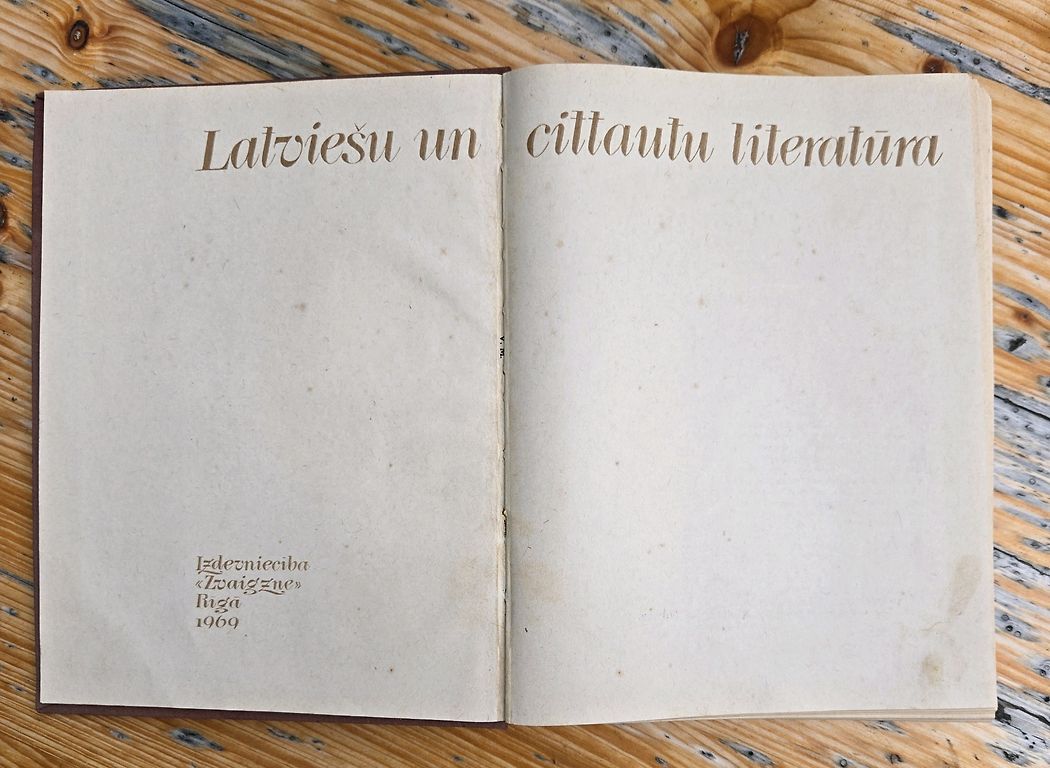 Latviešu un cittautu literatūra
Izdevniecība
«Zvaigzne»
Rīgā
1969